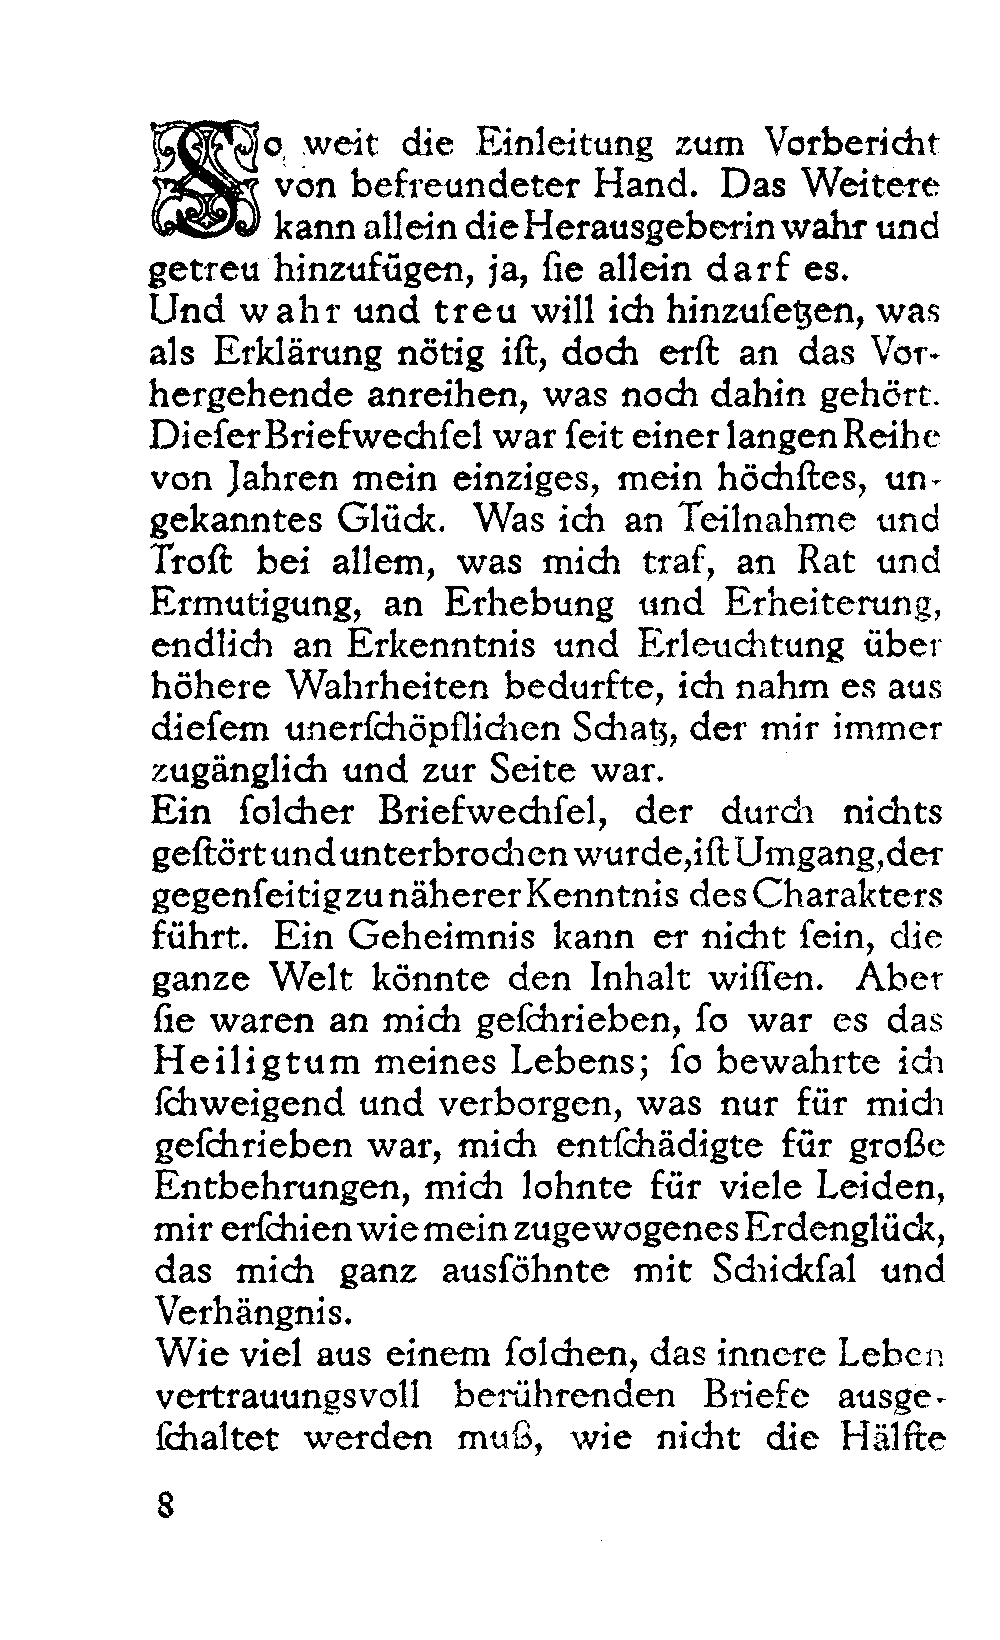 So weit die Einleitung zum Vorbericht
von befreundeter Hand. Das Weitere
kann allein die Herausgeberin wahr und
getreu hinzufügen, ja, ſie allein darf es.
Und wahr und treu will ich hinzuſetzen, was
als Erklärung nötig iſt, doch erſt an das Vor-
hergehende anreihen, was noch dahin gehört.
Dieſer Briefwechſel war ſeit einer langen Reihe
von Jahren mein einziges, mein höchſtes, un-
gekanntes Glück. Was ich an Teilnahme und
Troſt bei allem, was mich traf, an Rat und
Ermutigung, an Erhebung und Erheiterung,
endlich an Erkenntnis und Erleuchtung über
höhere Wahrheiten bedurfte, ich nahm es aus
dieſem unerſchöpflichen Schatz, der mir immer
zugänglich und zur Seite war.
Ein ſolcher Briefwechſel, der durch nichts
geſtört und unterbrochen wurde, iſt Umgang, der
gegenſeitig zu näherer Kenntnis des Charakters
führt. Ein Geheimnis kann er nicht ſein, die
ganze Welt könnte den Inhalt wiſſen. Aber
ſie waren an mich geſchrieben, ſo war es das
Heiligtum meines Lebens; ſo bewahrte ich
ſchweigend und verborgen, was nur für mich
geſchrieben war, mich entſchädigte für große
Entbehrungen, mich lohnte für viele Leiden,
mir erſchien wie mein zugewogenes Erdenglück,
das mich ganz ausſöhnte mit Schickſal und
Verhängnis.
Wie viel aus einem ſolchen, das innere Leben
vertrauungsvoll berührenden Briefe ausge-
ſchaltet werden muß, wie nicht die Hälfte
8